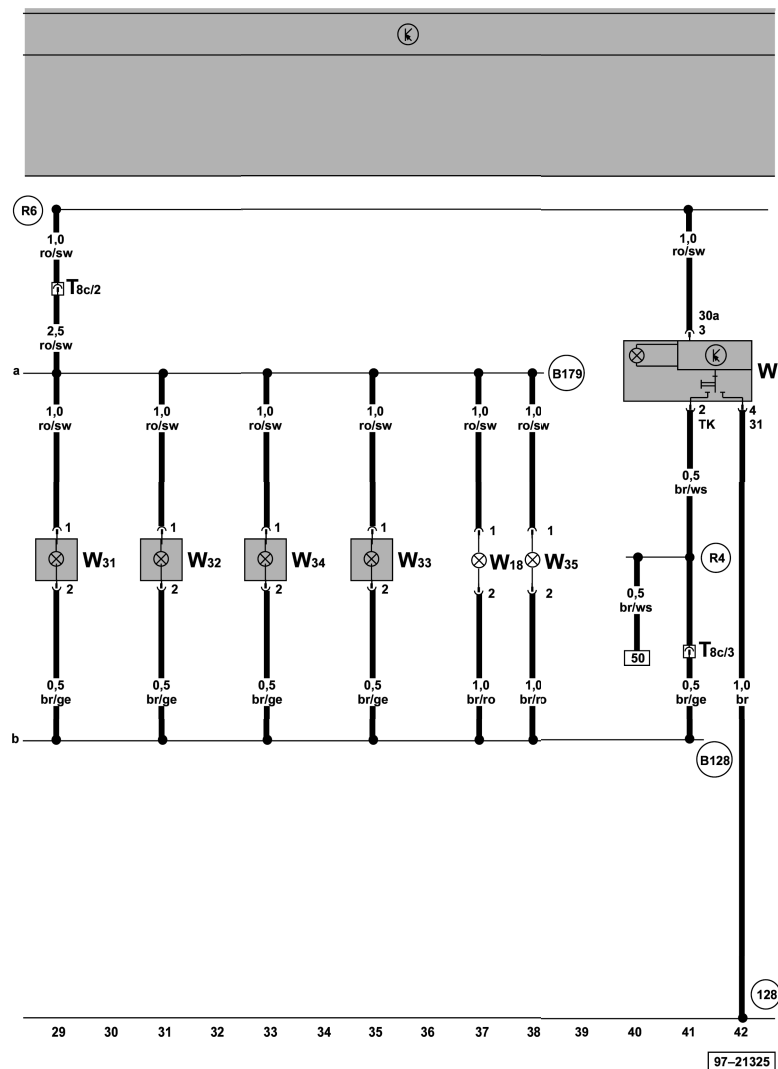 R6
1,0 1,0
ro/sw ro/sw
T8c/2
30a
2,5 3
ro/sw
a B179 W
1,0 1,0 1,0 1,0 1,0 1,0 2 4
ro/sw ro/sw ro/sw ro/sw ro/sw ro/sw TK 31
0,5
br/ws
1 1 1 1 1 1
W31 W32 W34 W33 W18 W35 R4
2 2 2 2 2 2
0,5
br/ws
T8c/3
50
0,5 0,5 0,5 0,5 1,0 1,0 0,5 1,0
br/ge br/ge br/ge br/ge br/ro br/ro br/ge br
b
B128
128
29 30 31 32 33 34 35 36 37 38 39 40 41 42
97–21325